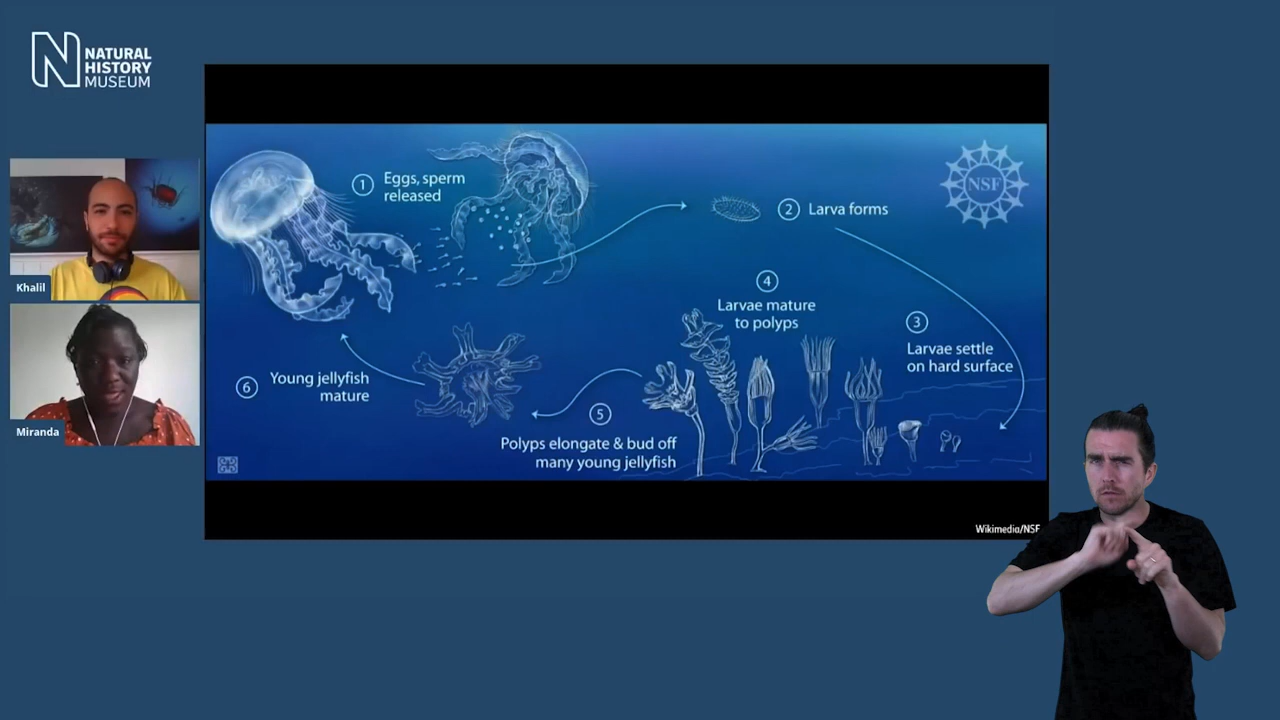 NATURAL
HISTORY
MUSEUM
Khalil
Miranda
1
Eggs, sperm
released
2
Larva forms
NSF
3
Larvae settle
on hard surface
4
Larvae mature
to polyps
5
Polyps elongate & bud off
many young jellyfish
6
Young jellyfish
mature
Wikimedia/NSF